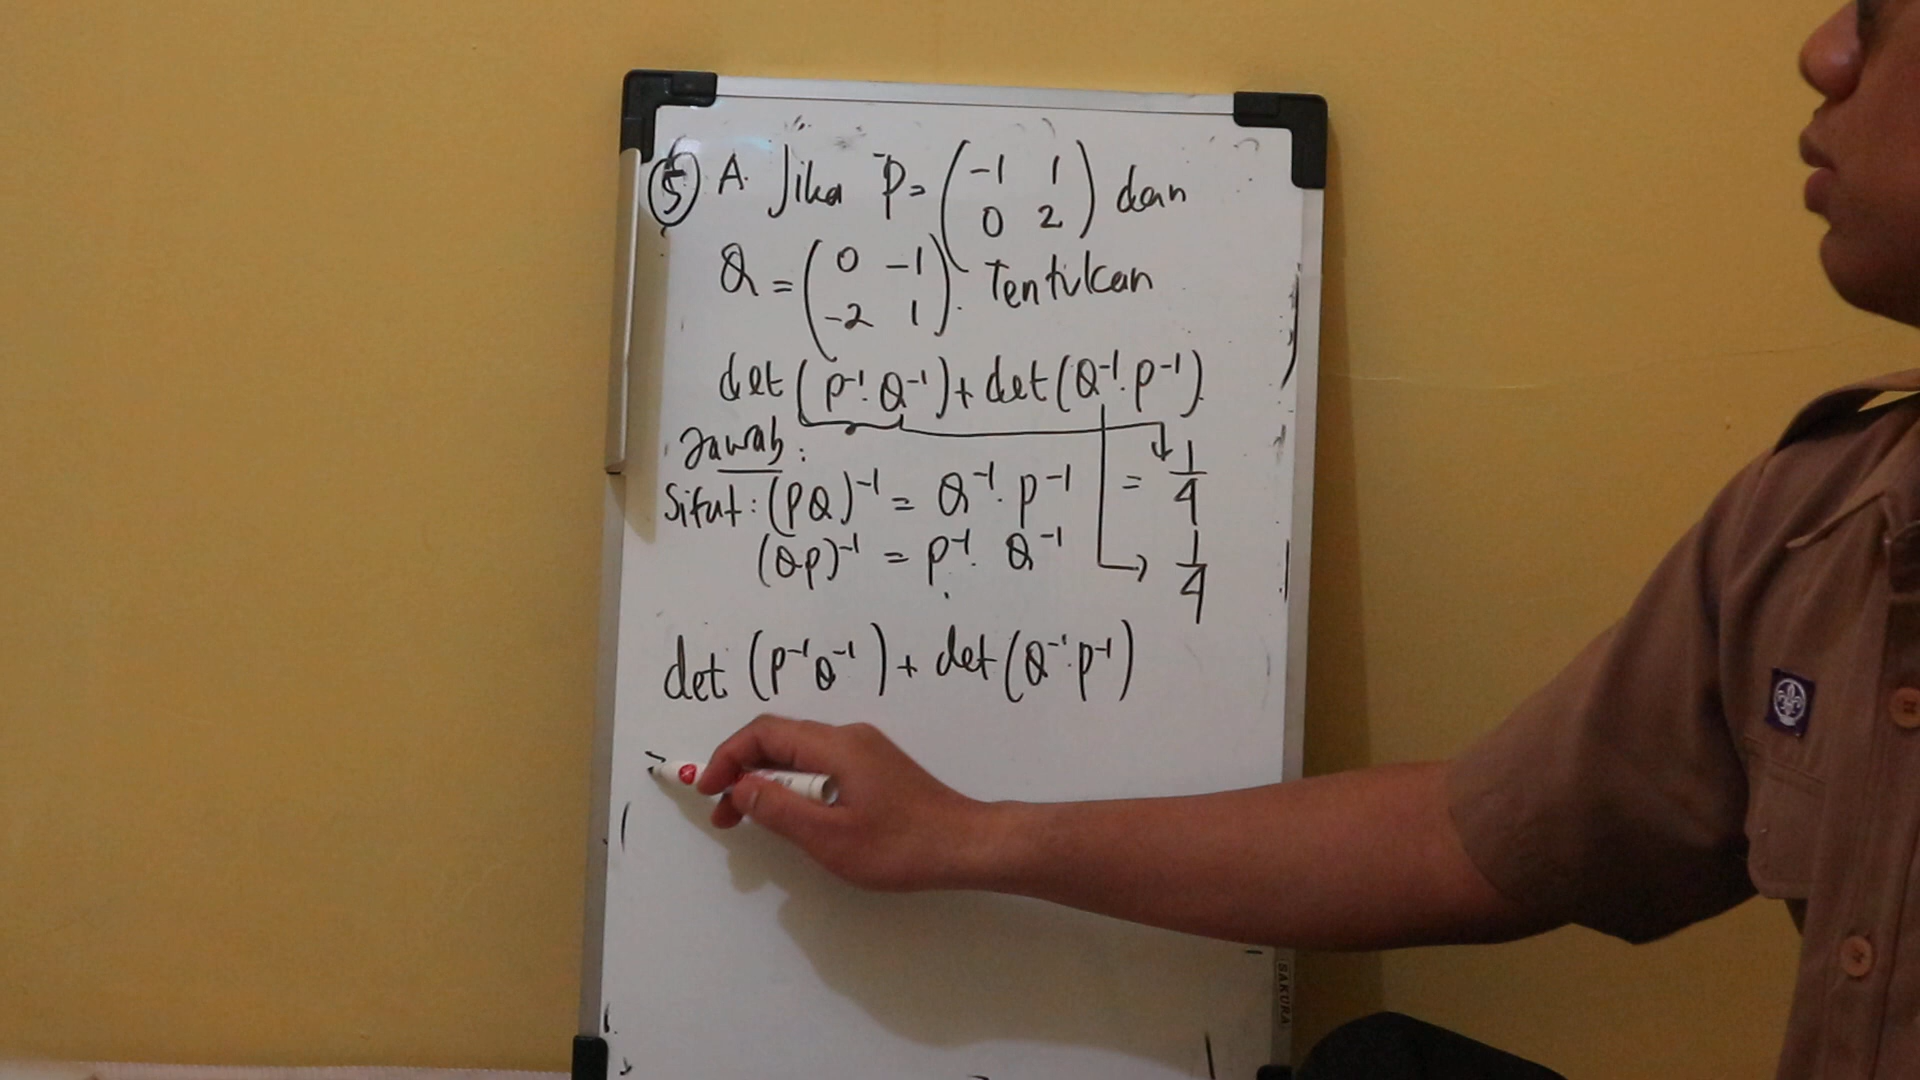 5 A. Jika P = (-1 1
0 2) dan
Q = (0 -1
-2 1). Tentukan
det (P⁻¹. Q⁻¹) + det (Q⁻¹. P⁻¹).
Jawab:
Sifat: (PQ)⁻¹ = Q⁻¹. P⁻¹
(QP)⁻¹ = P⁻¹. Q⁻¹
= 1/4
1/4
det (P⁻¹Q⁻¹) + det (Q⁻¹.P⁻¹)
=
SAKURA